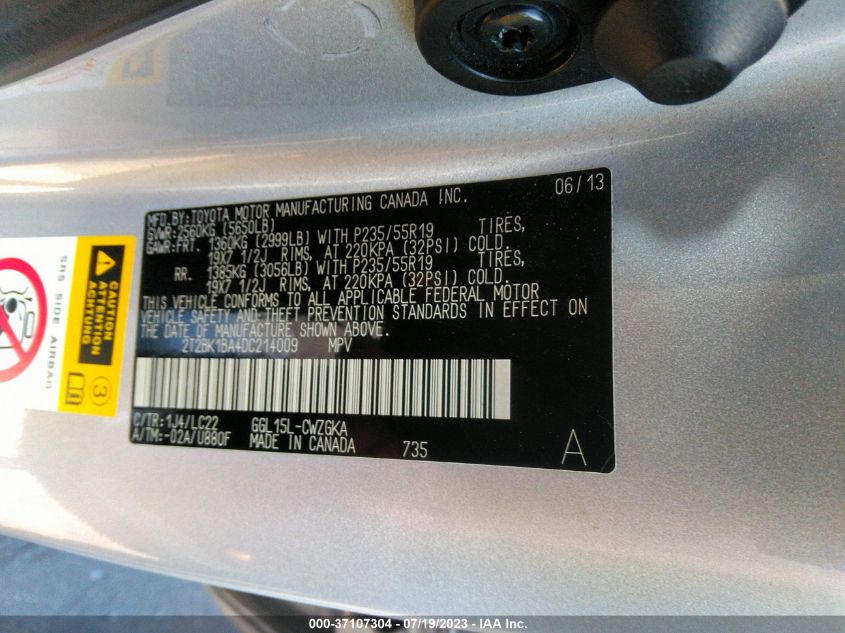 MFD.BY:TOYOTA MOTOR MANUFACTURING CANADA INC. 06/13
GVWR:2560KG (5650LB)
GAWR:FRT. 1360KG (2999LB) WITH P235/55R19 TIRES,
19X7 1/2J RIMS, AT 220KPA (32PSI) COLD.
RR. 1385KG (3056LB) WITH P235/55R19 TIRES,
19X7 1/2J RIMS, AT 220KPA (32PSI) COLD.
THIS VEHICLE CONFORMS TO ALL APPLICABLE FEDERAL MOTOR
VEHICLE SAFETY AND THEFT PREVENTION STANDARDS IN EFFECT ON
THE DATE OF MANUFACTURE SHOWN ABOVE.
2T2BK1BA4DC214009 MPV
C/TR:1J4/LC22 GGL15L-CWZGKA
A/TM:-02A/U880F MADE IN CANADA 735 A
CAUTION
ATTENTION
ACHTUNG
SRS SIDE AIRBAG
3
000-37107304 - 07/19/2023 - IAA Inc.